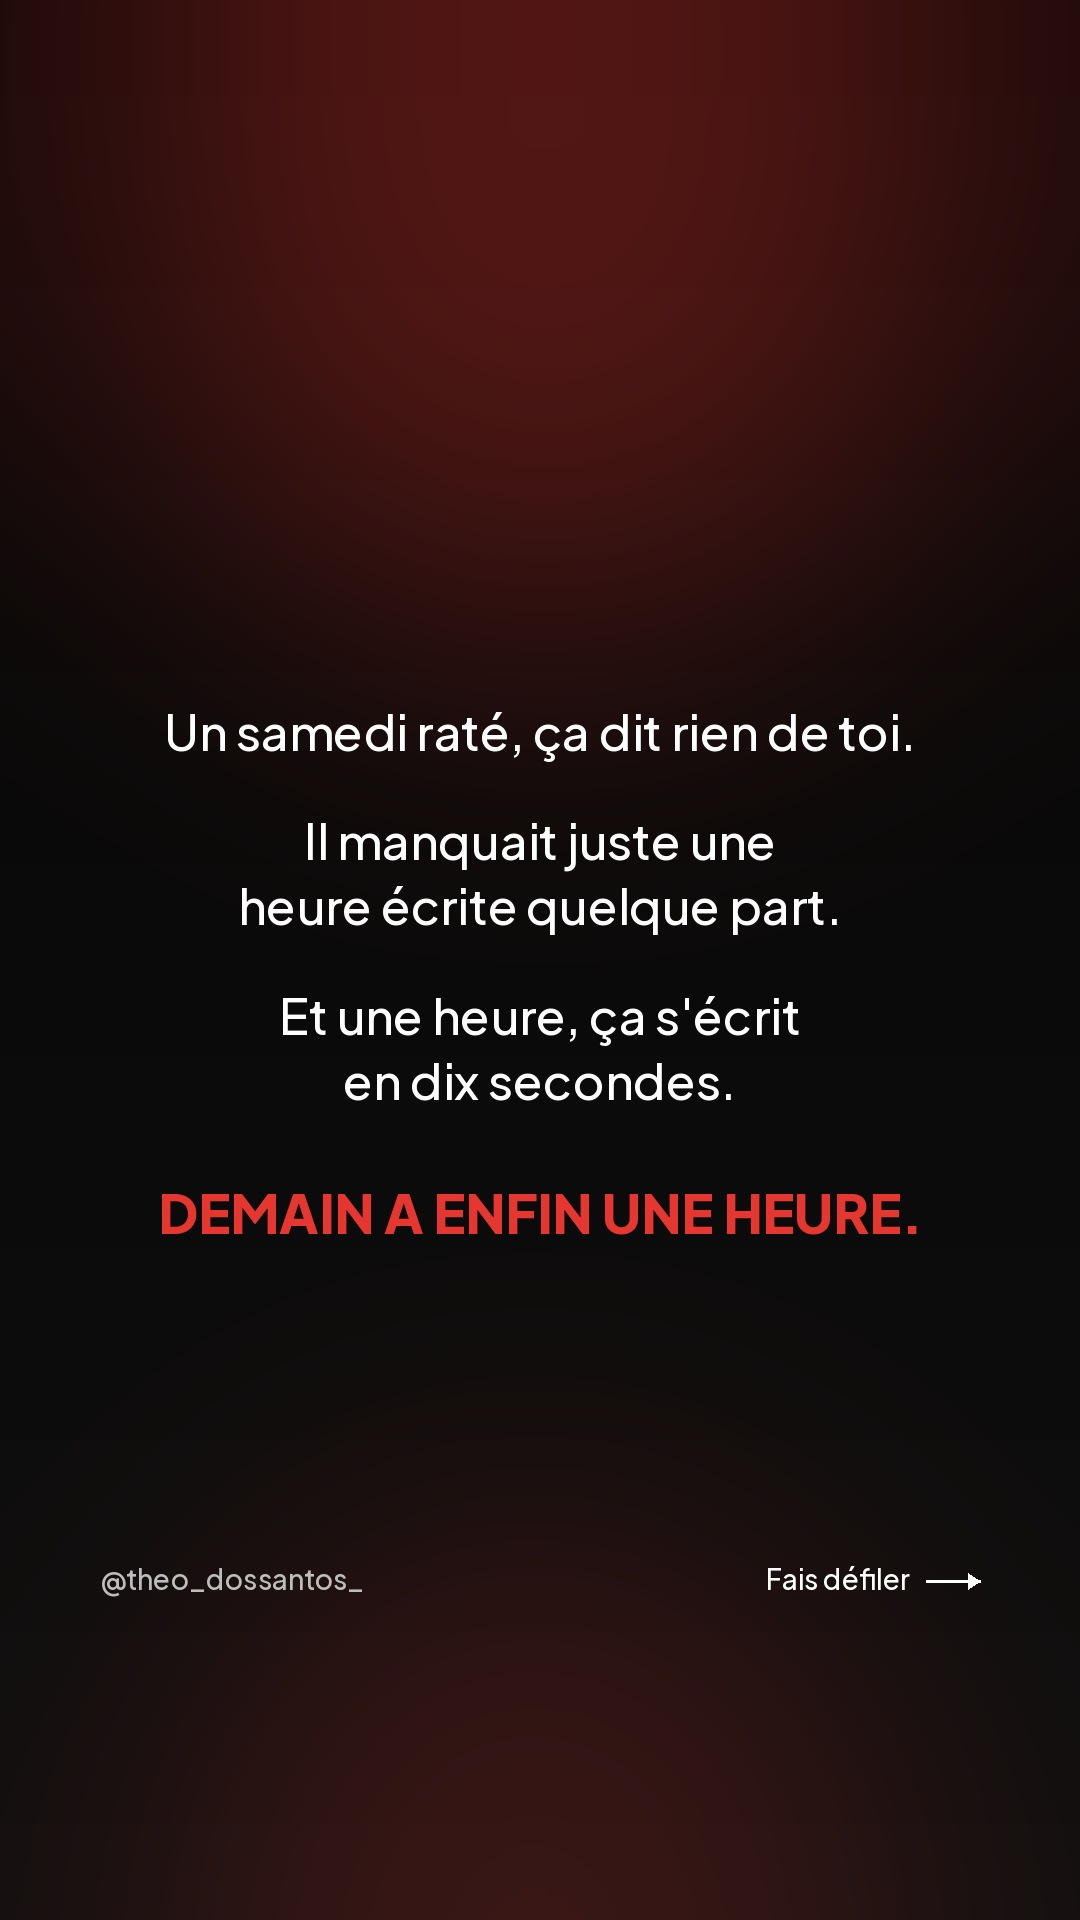 Un samedi raté, ça dit rien de toi.
Il manquait juste une
heure écrite quelque part.
Et une heure, ça s'écrit
en dix secondes.
DEMAIN A ENFIN UNE HEURE.
@theo_dossantos_
Fais défiler